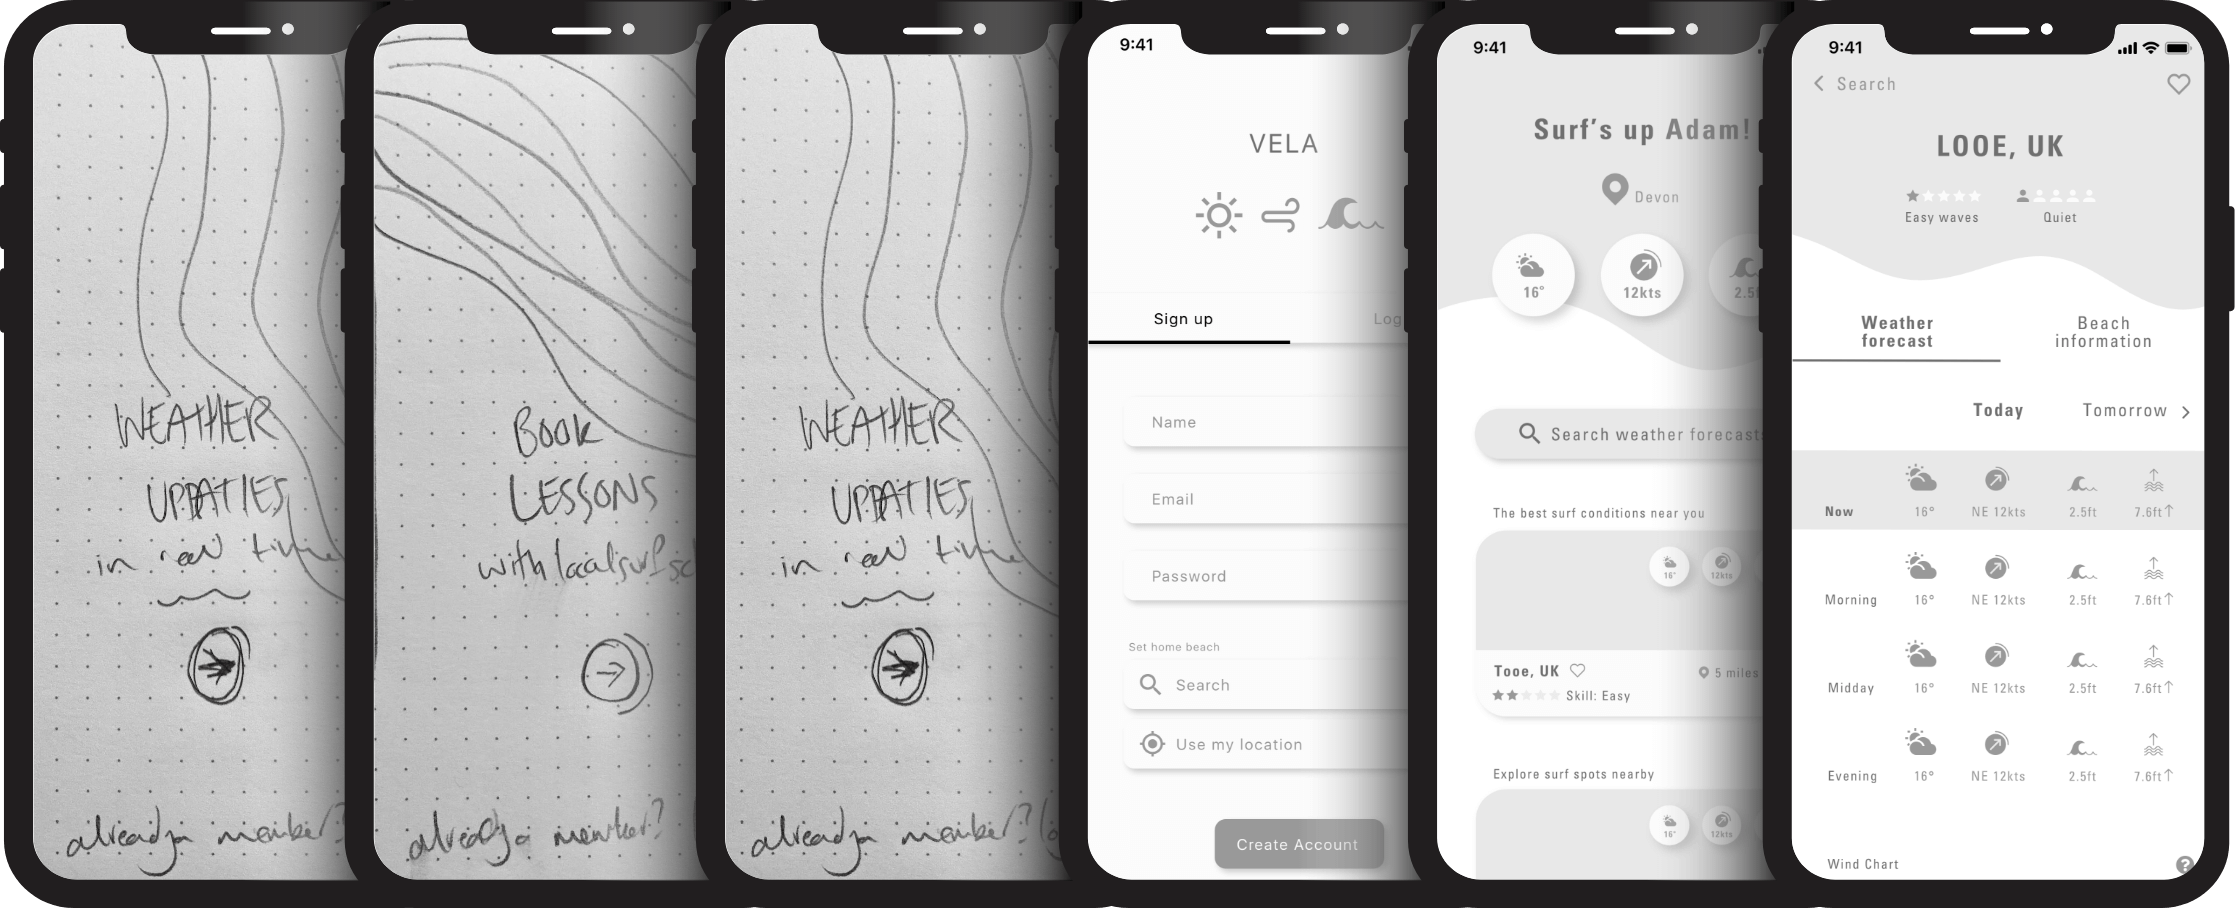 WEATHER
UPDATES
in real time
already a member?
BOOK
LESSONS
with local surf
already a member?
WEATHER
UPDATES
in real time
already a member?
9:41
VELA
Sign up
Log
Name
Email
Password
Set home beach
Search
Use my location
Create Account
9:41
Surf's up Adam!
Devon
16°
12kts
2.5f
Search weather forecasts
The best surf conditions near you
16°
12kts
Tooe, UK
5 miles
Skill: Easy
Explore surf spots nearby
16°
12kts
9:41
Search
LOOE, UK
Easy waves
Quiet
Weather
forecast
Beach
information
Today
Tomorrow
Now 16° NE 12kts 2.5ft 7.6ft↑
Morning 16° NE 12kts 2.5ft 7.6ft↑
Midday 16° NE 12kts 2.5ft 7.6ft↑
Evening 16° NE 12kts 2.5ft 7.6ft↑
Wind Chart
?